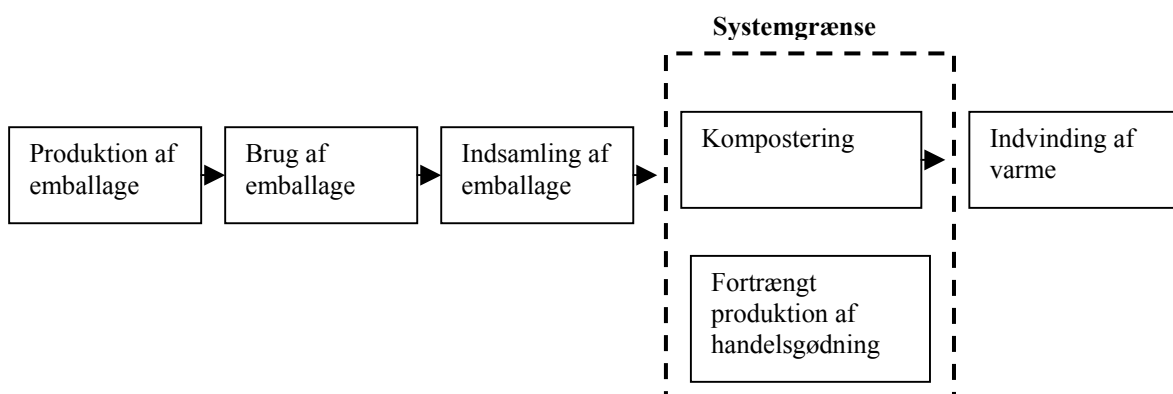 Systemgrænse
Produktion af
emballage
Brug af
emballage
Indsamling af
emballage
Kompostering
Indvinding af
varme
Fortrængt
produktion af
handelsgødning